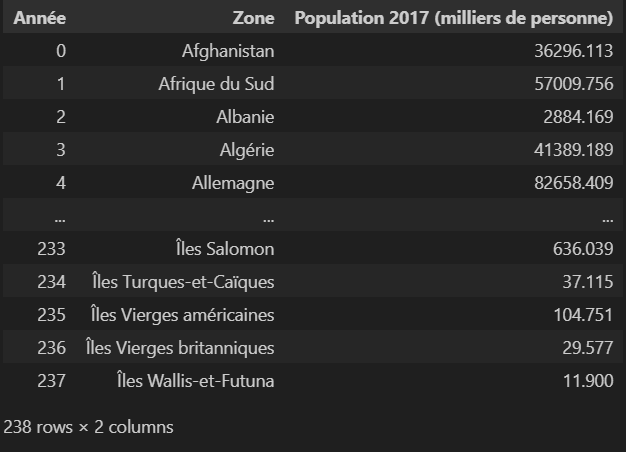 Année Zone Population 2017 (milliers de personne)
0 Afghanistan 36296.113
1 Afrique du Sud 57009.756
2 Albanie 2884.169
3 Algérie 41389.189
4 Allemagne 82658.409
... ... ...
233 Îles Salomon 636.039
234 Îles Turques-et-Caïques 37.115
235 Îles Vierges américaines 104.751
236 Îles Vierges britanniques 29.577
237 Îles Wallis-et-Futuna 11.900
238 rows × 2 columns